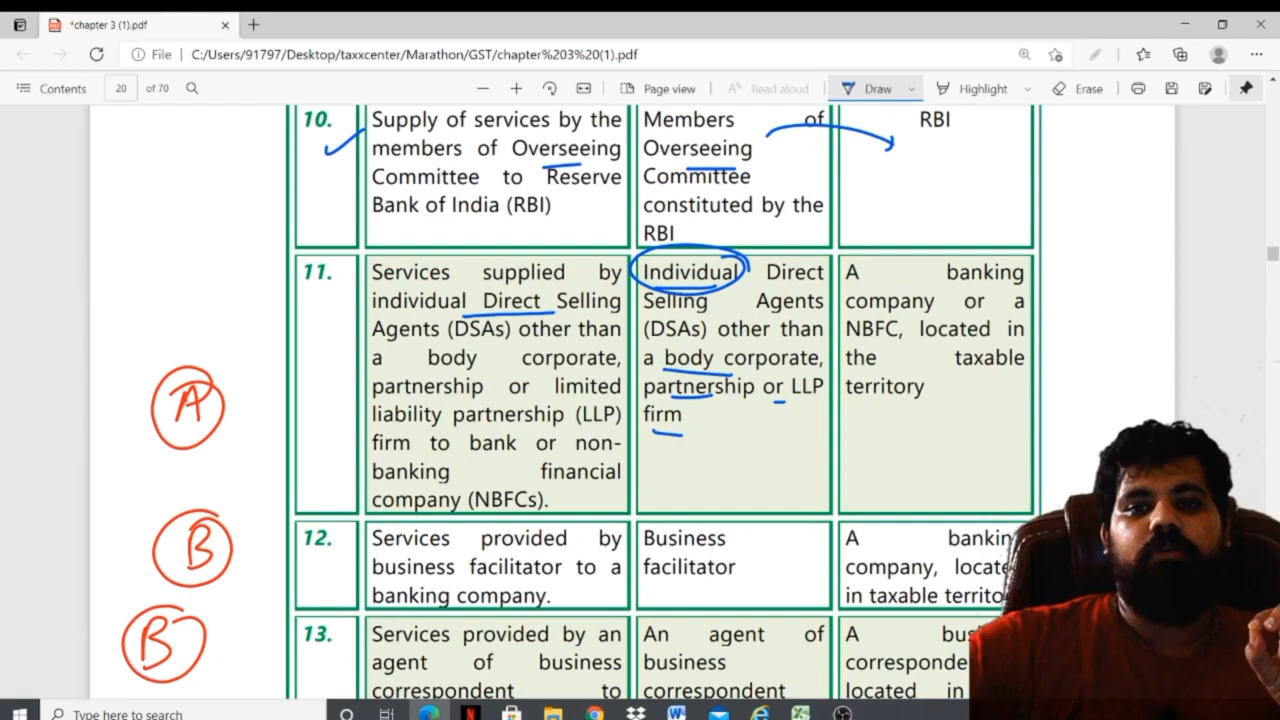 *chapter 3 (1).pdf
File
C:/Users/91797/Desktop/taxxcenter/Marathon/GST/chapter%203%20(1).pdf
Contents
20
of 70
Page view
Read aloud
Draw
Highlight
Erase
10.
Supply of services by the
members of Overseeing
Committee to Reserve
Bank of India (RBI)
Members of
Overseeing
Committee
constituted by the
RBI
RBI
11.
Services supplied by
individual Direct Selling
Agents (DSAs) other than
a body corporate,
partnership or limited
liability partnership (LLP)
firm to bank or non-
banking financial
company (NBFCs).
Individual Direct
Selling Agents
(DSAs) other than
a body corporate,
partnership or LLP
firm
A banking
company or a
NBFC, located in
the taxable
territory
12.
Services provided by
business facilitator to a
banking company.
Business
facilitator
A bankin
company, locate
in taxable territo
13.
Services provided by an
agent of business
correspondent to
An agent of
business
correspondent
A bus
corresponde
located in the
A
B
B
Type here to search